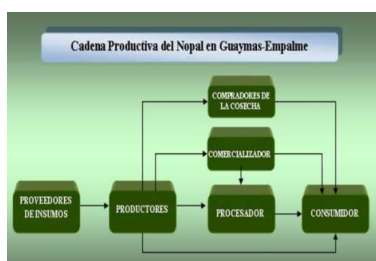 Cadena Productiva del Nopal en Guaymas-Empalme
COMPRADORES DE
LA COSECHA
COMERCIALIZADOR
PROVEEDORES
DE INSUMOS
PRODUCTORES
PROCESADOR
CONSUMIDOR